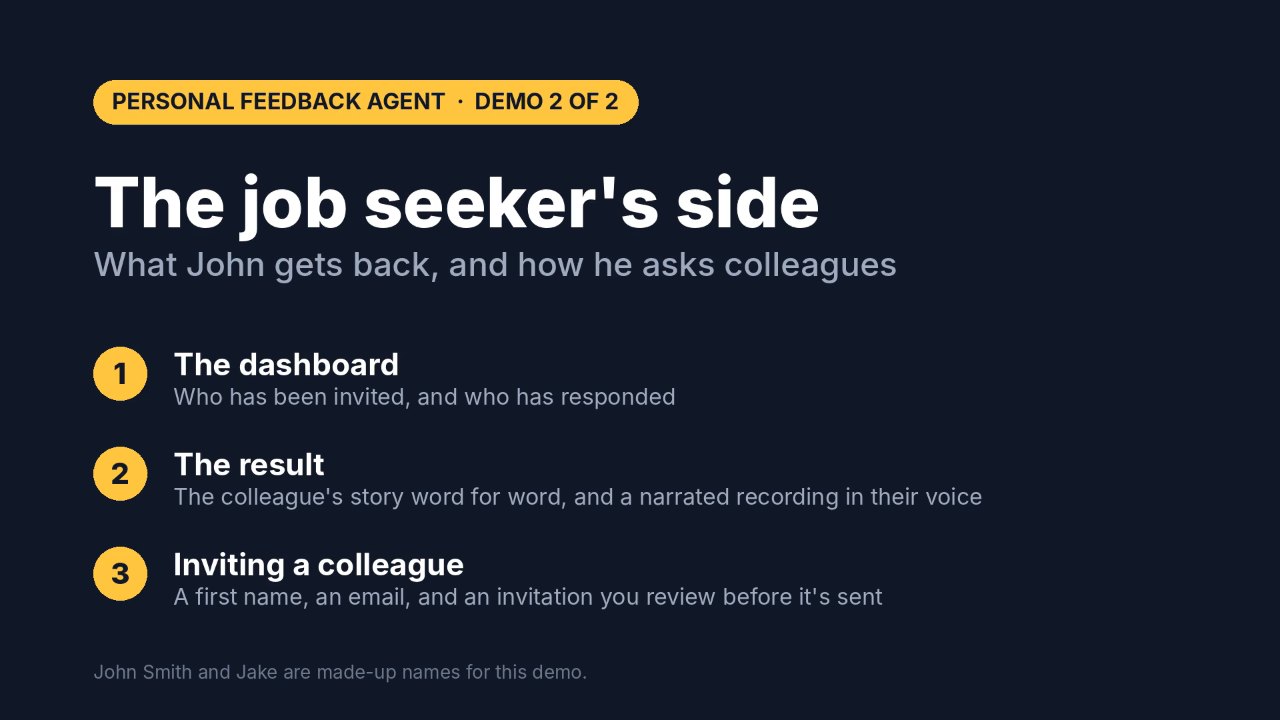 PERSONAL FEEDBACK AGENT · DEMO 2 OF 2
The job seeker's side
What John gets back, and how he asks colleagues
1
The dashboard
Who has been invited, and who has responded
2
The result
The colleague's story word for word, and a narrated recording in their voice
3
Inviting a colleague
A first name, an email, and an invitation you review before it's sent
John Smith and Jake are made-up names for this demo.